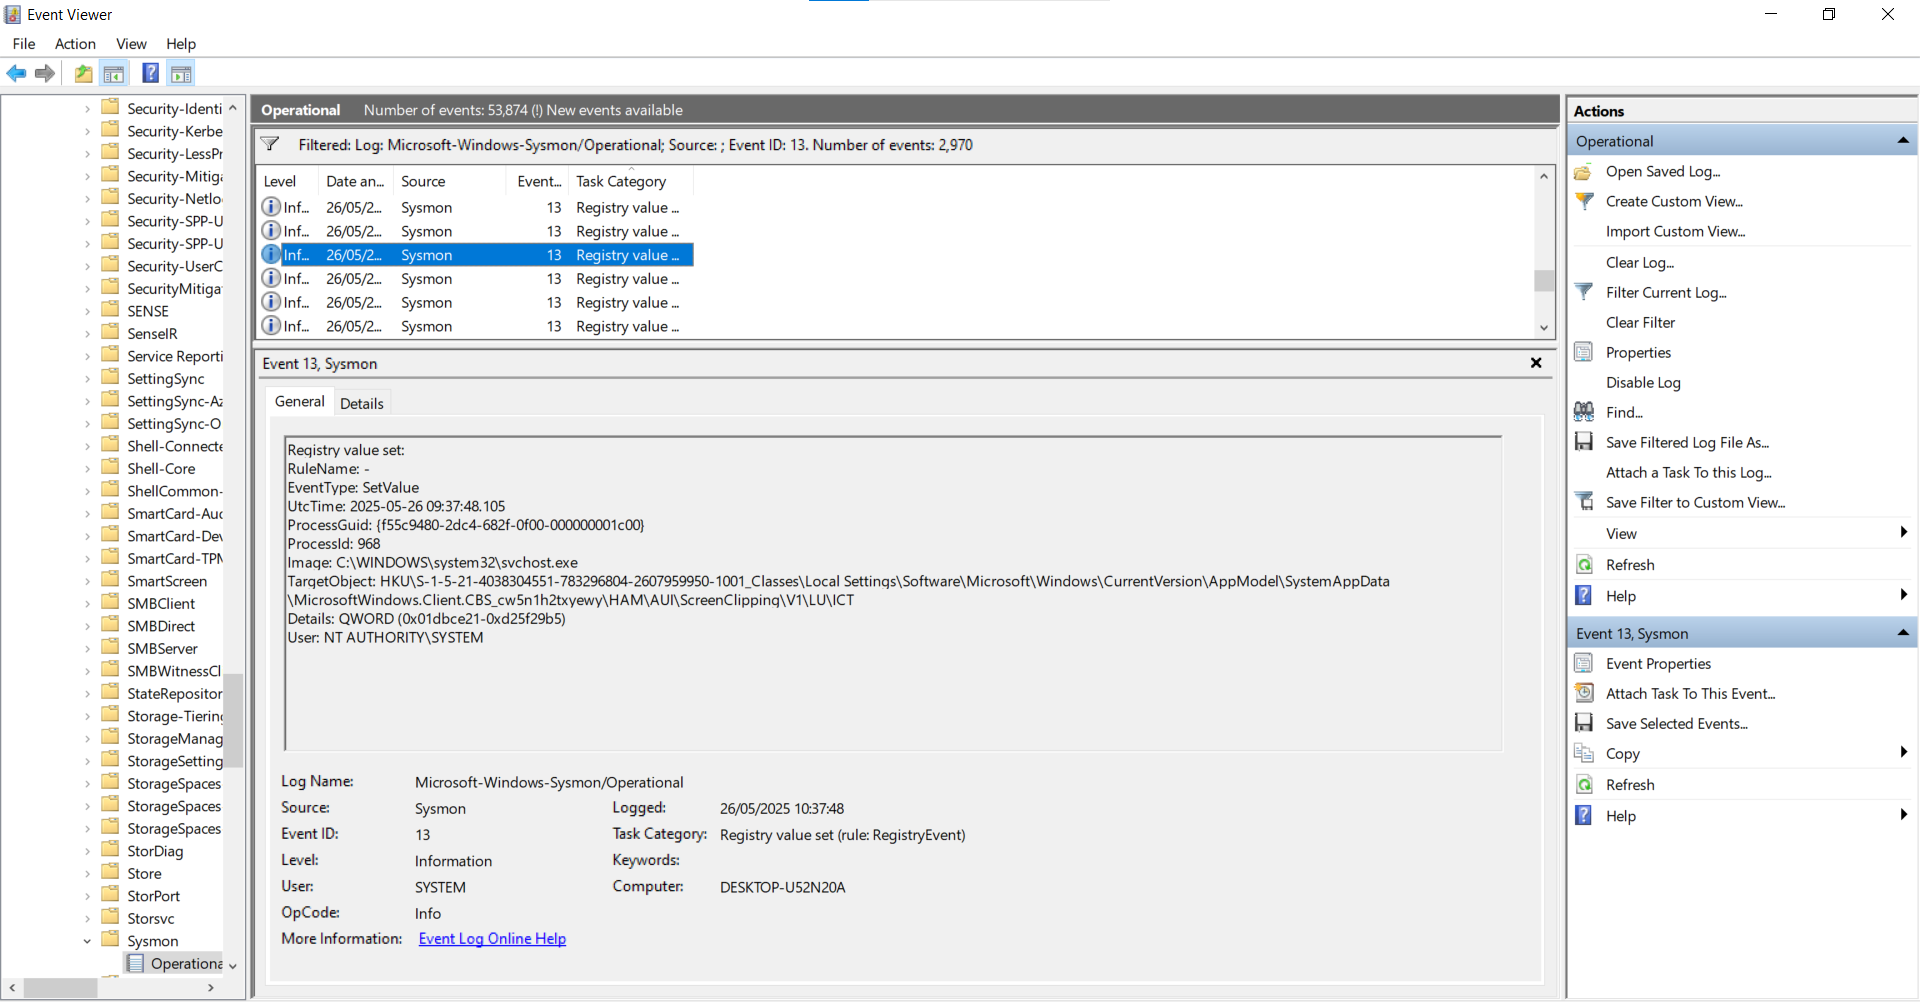 Event Viewer
File Action View Help
Security-Identi
Security-Kerbe
Security-LessPr
Security-Mitiga
Security-Netlo
Security-SPP-U
Security-SPP-U
Security-UserC
SecurityMitiga
SENSE
SenseIR
Service Reporti
SettingSync
SettingSync-Az
SettingSync-O
Shell-Connecte
Shell-Core
ShellCommon-
SmartCard-Aud
SmartCard-Dev
SmartCard-TPM
SmartScreen
SMBClient
SMBDirect
SMBServer
SMBWitnessCl
StateRepositor
Storage-Tiering
StorageManag
StorageSetting
StorageSpaces
StorageSpaces
StorageSpaces
StorDiag
Store
StorPort
Storsvc
Sysmon
Operationa
Operational Number of events: 53,874 (!) New events available
Filtered: Log: Microsoft-Windows-Sysmon/Operational; Source: ; Event ID: 13. Number of events: 2,970
Level Date an... Source Event... Task Category
Inf... 26/05/2... Sysmon 13 Registry value ...
Inf... 26/05/2... Sysmon 13 Registry value ...
Inf... 26/05/2... Sysmon 13 Registry value ...
Inf... 26/05/2... Sysmon 13 Registry value ...
Inf... 26/05/2... Sysmon 13 Registry value ...
Inf... 26/05/2... Sysmon 13 Registry value ...
Event 13, Sysmon
General Details
Registry value set:
RuleName: -
EventType: SetValue
UtcTime: 2025-05-26 09:37:48.105
ProcessGuid: {f55c9480-2dc4-682f-0f00-000000001c00}
ProcessId: 968
Image: C:\WINDOWS\system32\svchost.exe
TargetObject: HKU\S-1-5-21-4038304551-783296804-2607959950-1001_Classes\Local Settings\Software\Microsoft\Windows\CurrentVersion\AppModel\SystemAppData
\MicrosoftWindows.Client.CBS_cw5n1h2txyewy\HAM\AUI\ScreenClipping\V1\LU\ICT
Details: QWORD (0x01dbce21-0xd25f29b5)
User: NT AUTHORITY\SYSTEM
Log Name: Microsoft-Windows-Sysmon/Operational
Source: Sysmon Logged: 26/05/2025 10:37:48
Event ID: 13 Task Category: Registry value set (rule: RegistryEvent)
Level: Information Keywords:
User: SYSTEM Computer: DESKTOP-U52N20A
OpCode: Info
More Information: Event Log Online Help
Actions
Operational
Open Saved Log...
Create Custom View...
Import Custom View...
Clear Log...
Filter Current Log...
Clear Filter
Properties
Disable Log
Find...
Save Filtered Log File As...
Attach a Task To this Log...
Save Filter to Custom View...
View
Refresh
Help
Event 13, Sysmon
Event Properties
Attach Task To This Event...
Save Selected Events...
Copy
Refresh
Help